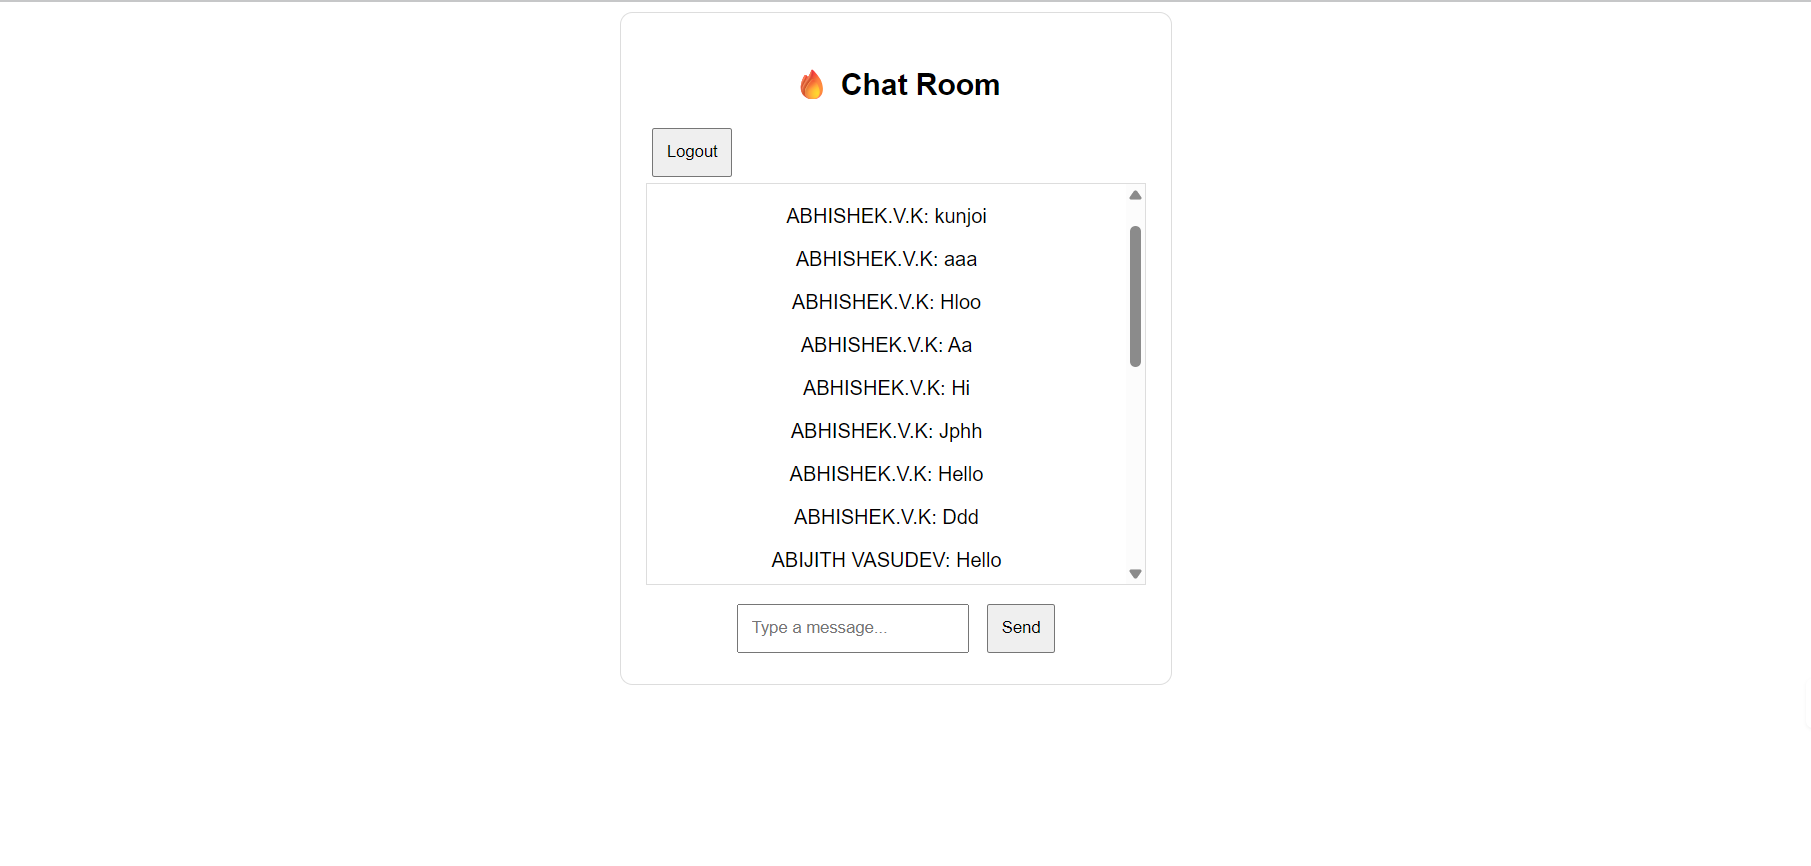 🔥 Chat Room
Logout
ABHISHEK.V.K: kunjoi
ABHISHEK.V.K: aaa
ABHISHEK.V.K: Hloo
ABHISHEK.V.K: Aa
ABHISHEK.V.K: Hi
ABHISHEK.V.K: Jphh
ABHISHEK.V.K: Hello
ABHISHEK.V.K: Ddd
ABIJITH VASUDEV: Hello
Type a message... Send